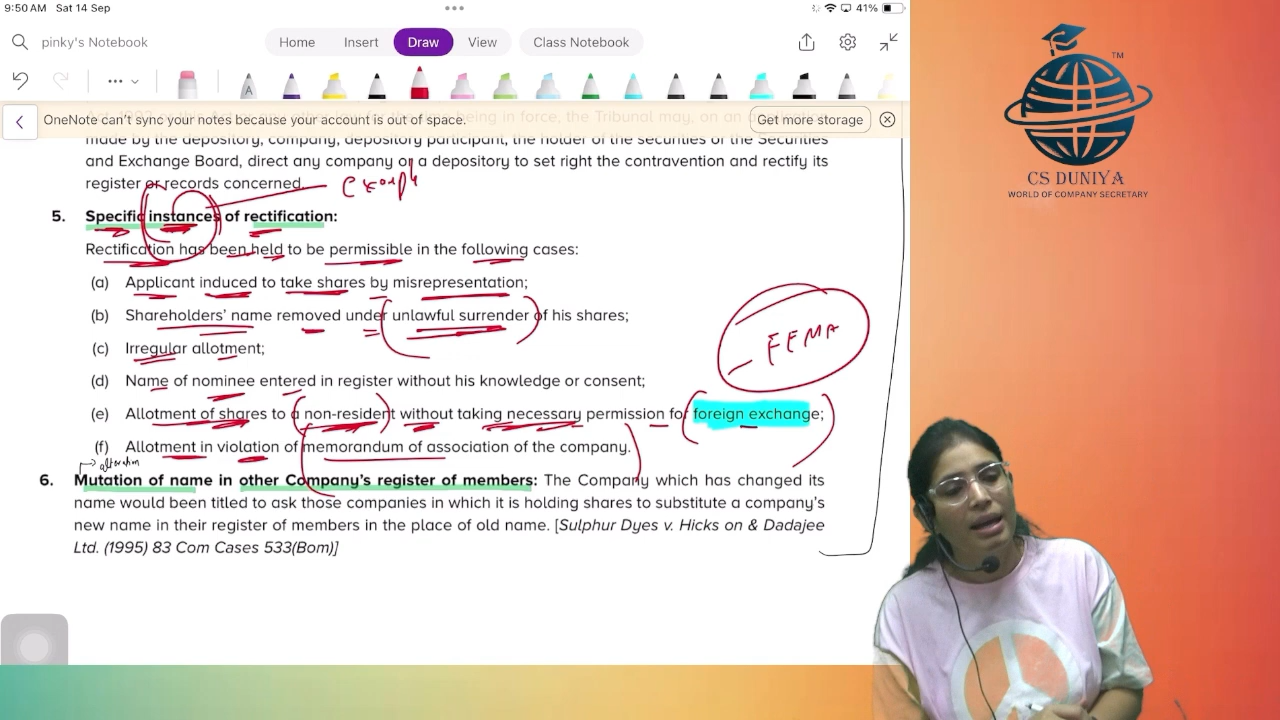 9:50 AM Sat 14 Sep
41%
pinky's Notebook
Home Insert Draw View Class Notebook
A
OneNote can't sync your notes because your account is out of space.
Get more storage
being in force, the Tribunal may, on an
made by the depository, company, depository participant, the holder of the securities or the Securities
and Exchange Board, direct any company or a depository to set right the contravention and rectify its
register or records concerned.
5. Specific instances of rectification:
Rectification has been held to be permissible in the following cases:
(a) Applicant induced to take shares by misrepresentation;
(b) Shareholders' name removed under unlawful surrender of his shares;
(c) Irregular allotment;
- FEMA
(d) Name of nominee entered in register without his knowledge or consent;
(e) Allotment of shares to a non-resident without taking necessary permission for foreign exchange;
(f) Allotment in violation of memorandum of association of the company.
alteration
6. Mutation of name in other Company's register of members: The Company which has changed its
name would been titled to ask those companies in which it is holding shares to substitute a company's
new name in their register of members in the place of old name. [Sulphur Dyes v. Hicks on & Dadajee
Ltd. (1995) 83 Com Cases 533(Bom)]
TM
CS DUNIYA
WORLD OF COMPANY SECRETARY